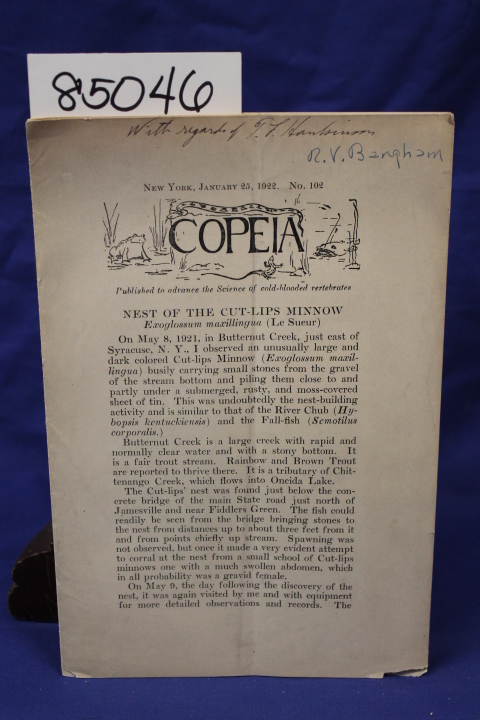 85046
With regards of T. L. Hankinson
R. V. Bangham
New York, January 25, 1922. No. 102
COPEIA
Published to advance the Science of cold-blooded vertebrates
NEST OF THE CUT-LIPS MINNOW
Exoglossum maxillingua (Le Sueur)
On May 8, 1921, in Butternut Creek, just east of
Syracuse, N. Y., I observed an unusually large and
dark colored Cut-lips Minnow (Exoglossum maxil-
lingua) busily carrying small stones from the gravel
of the stream bottom and piling them close to and
partly under a submerged, rusty, and moss-covered
sheet of tin. This was undoubtedly the nest-building
activity and is similar to that of the River Chub (Hy-
bopsis kentuckiensis) and the Fall-fish (Semotilus
corporalis.)
Butternut Creek is a large creek with rapid and
normally clear water and with a stony bottom. It
is a fair trout stream. Rainbow and Brown Trout
are reported to thrive there. It is a tributary of Chit-
tenango Creek, which flows into Oneida Lake.
The Cut-lips' nest was found just below the con-
crete bridge of the main State road just north of
Jamesville and near Fiddlers Green. The fish could
readily be seen from the bridge bringing stones to
the nest from distances up to about three feet from it
and from points chiefly up stream. Spawning was
not observed, but once it made a very evident attempt
to corral at the nest from a small school of Cut-lips
minnows one with a much swollen abdomen, which
in all probability was a gravid female.
On May 9, the day following the discovery of the
nest, it was again visited by me and with equipment
for more detailed observations and records. The